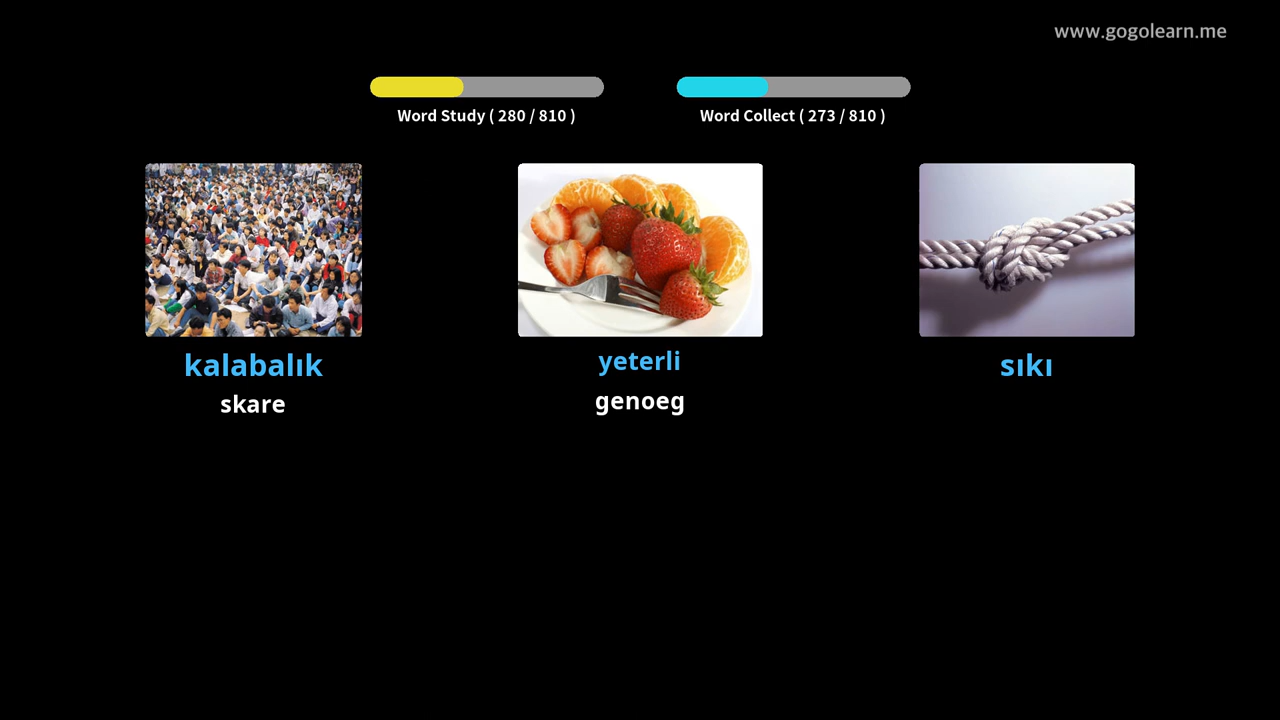 www.gogolearn.me
Word Study ( 280 / 810 )
Word Collect ( 273 / 810 )
kalabalık
skare
yeterli
genoeg
sıkı